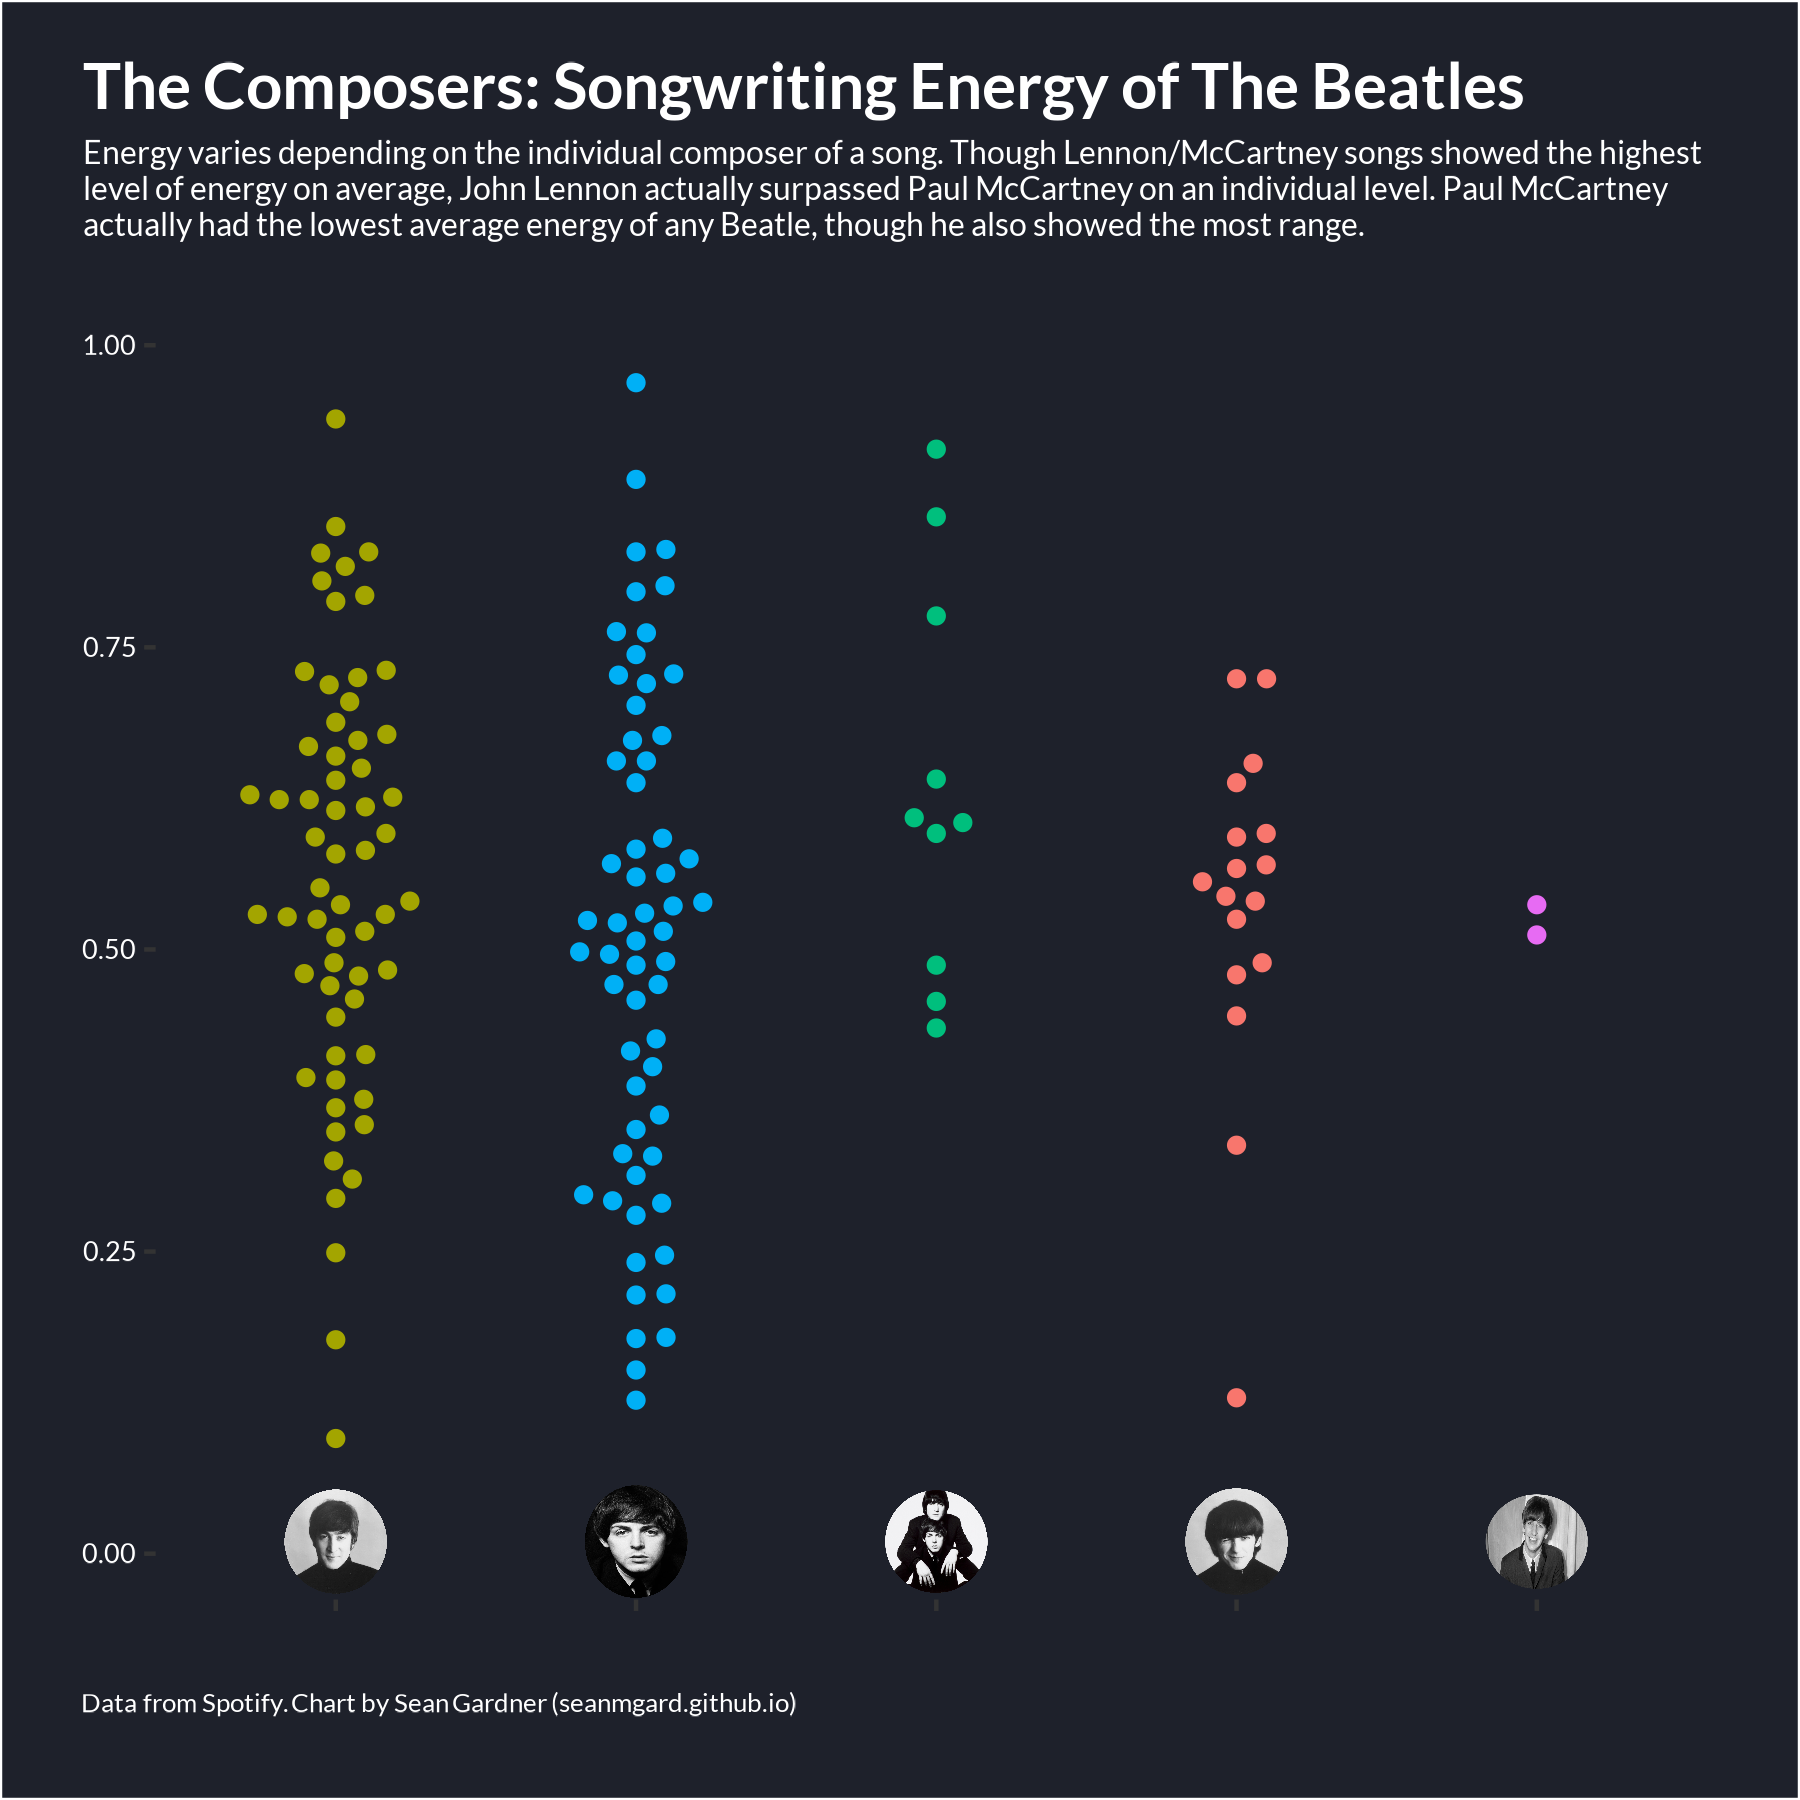 The Composers: Songwriting Energy of The Beatles
Energy varies depending on the individual composer of a song. Though Lennon/McCartney songs showed the highest
level of energy on average, John Lennon actually surpassed Paul McCartney on an individual level. Paul McCartney
actually had the lowest average energy of any Beatle, though he also showed the most range.
1.00
0.75
0.50
0.25
0.00
Data from Spotify. Chart by Sean Gardner (seanmgard.github.io)